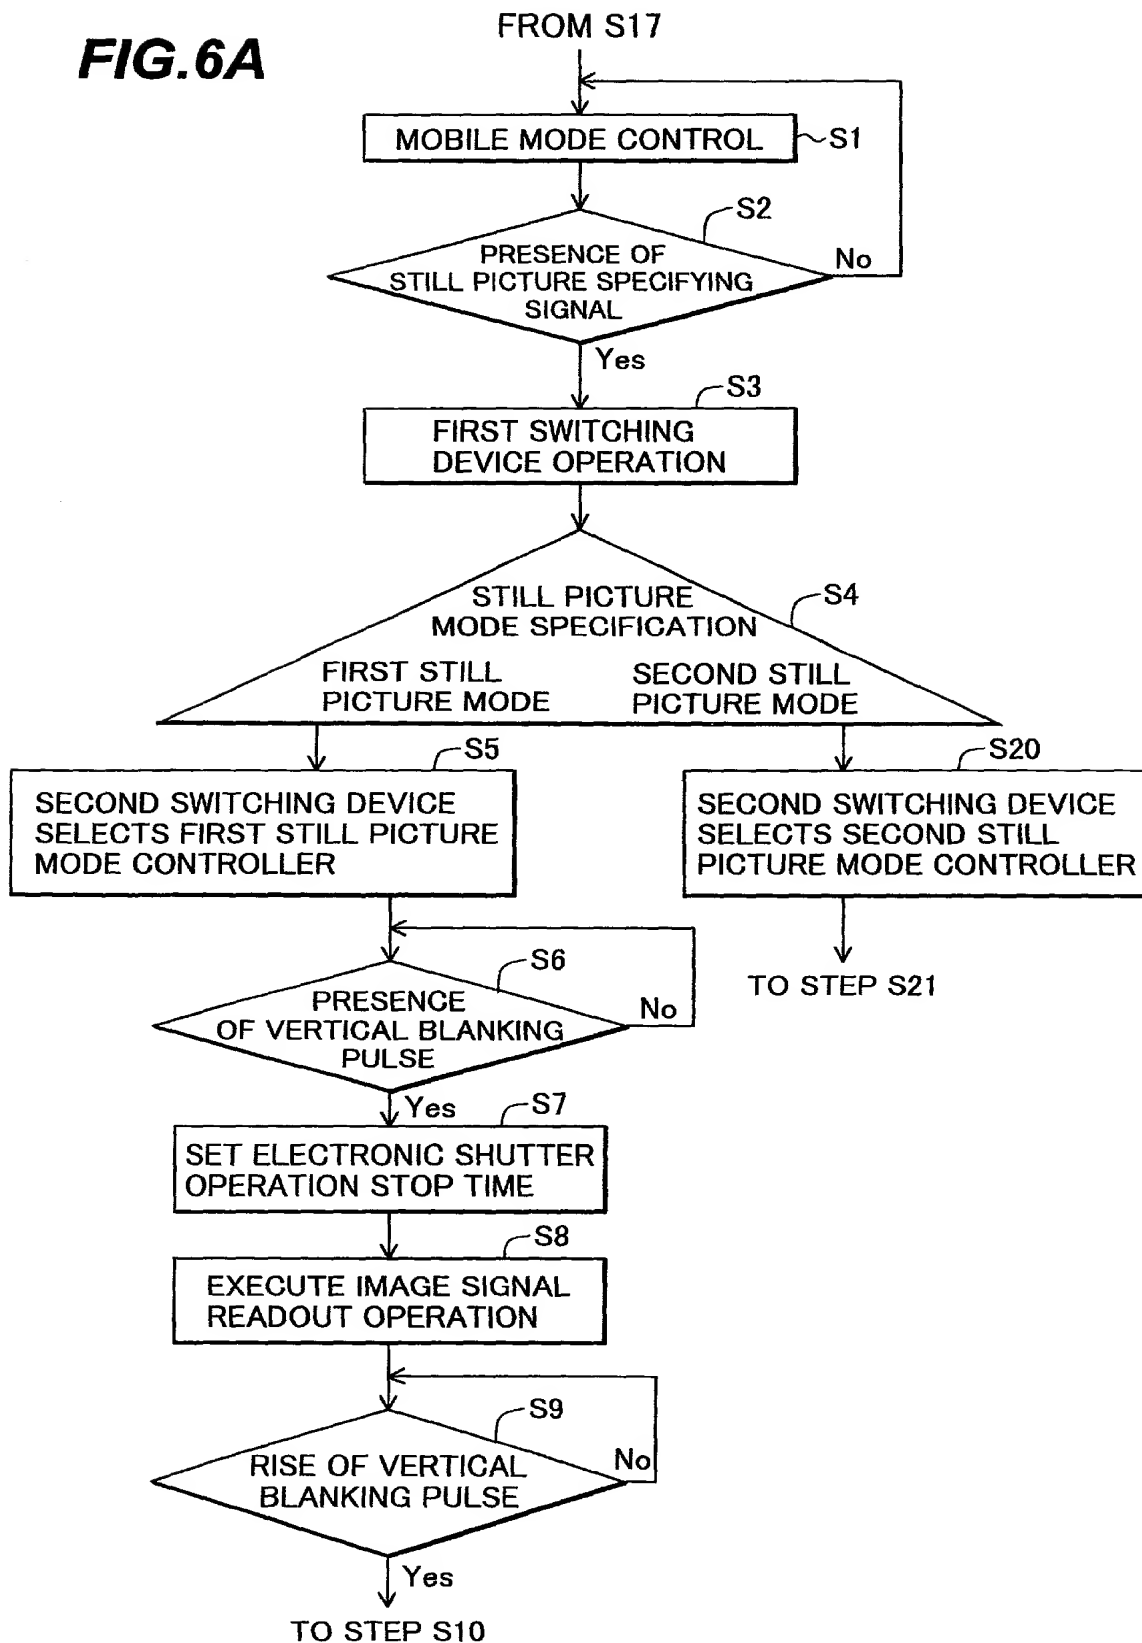 FIG.6A
FROM S17
MOBILE MODE CONTROL
S1
S2
PRESENCE OF
STILL PICTURE SPECIFYING
SIGNAL
No
Yes
S3
FIRST SWITCHING
DEVICE OPERATION
S4
STILL PICTURE
MODE SPECIFICATION
FIRST STILL
PICTURE MODE
SECOND STILL
PICTURE MODE
S5
SECOND SWITCHING DEVICE
SELECTS FIRST STILL PICTURE
MODE CONTROLLER
S20
SECOND SWITCHING DEVICE
SELECTS SECOND STILL
PICTURE MODE CONTROLLER
TO STEP S21
S6
PRESENCE
OF VERTICAL BLANKING
PULSE
No
Yes
S7
SET ELECTRONIC SHUTTER
OPERATION STOP TIME
S8
EXECUTE IMAGE SIGNAL
READOUT OPERATION
S9
RISE OF VERTICAL
BLANKING PULSE
No
Yes
TO STEP S10